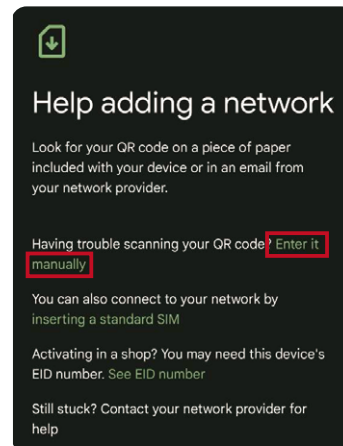 Help adding a network
Look for your QR code on a piece of paper
included with your device or in an email from
your network provider.
Having trouble scanning your QR code? Enter it
manually
You can also connect to your network by
inserting a standard SIM
Activating in a shop? You may need this device's
EID number. See EID number
Still stuck? Contact your network provider for
help